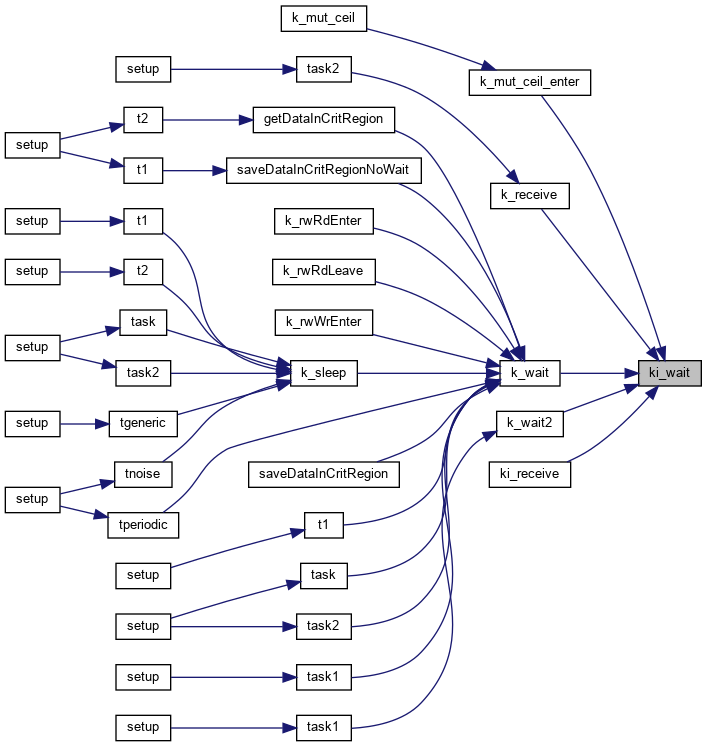 k_mut_ceil
setup
task2
k_mut_ceil_enter
setup
t2
getDataInCritRegion
t1
saveDataInCritRegionNoWait
k_receive
setup
t1
k_rwRdEnter
setup
t2
k_rwRdLeave
setup
task
k_rwWrEnter
task2
k_sleep
k_wait
ki_wait
setup
tgeneric
k_wait2
setup
tnoise
saveDataInCritRegion
ki_receive
tperiodic
t1
setup
task
setup
task2
setup
task1
setup
task1